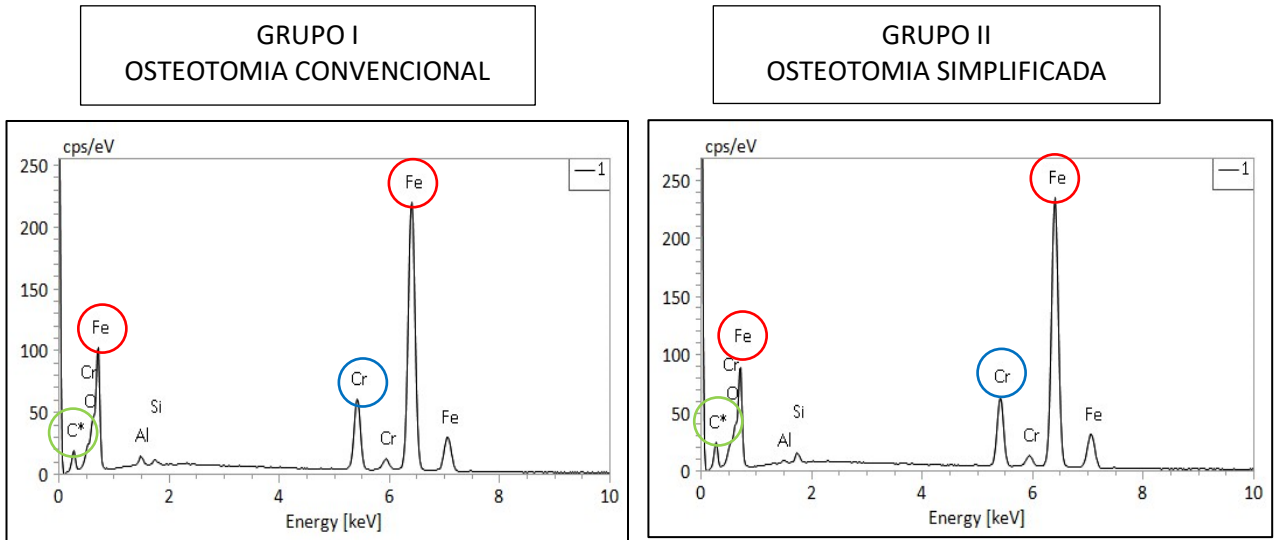 GRUPO I
OSTEOTOMIA CONVENCIONAL
cps/eV
1
250
200
150
100
50
0
Fe
Cr
O
C*
Al
Si
Cr
Cr
Fe
Fe
0 2 4 6 8 10
Energy [keV]
GRUPO II
OSTEOTOMIA SIMPLIFICADA
cps/eV
1
250
200
150
100
50
0
Fe
Cr
O
C*
Al
Si
Cr
Cr
Fe
Fe
0 2 4 6 8 10
Energy [keV]